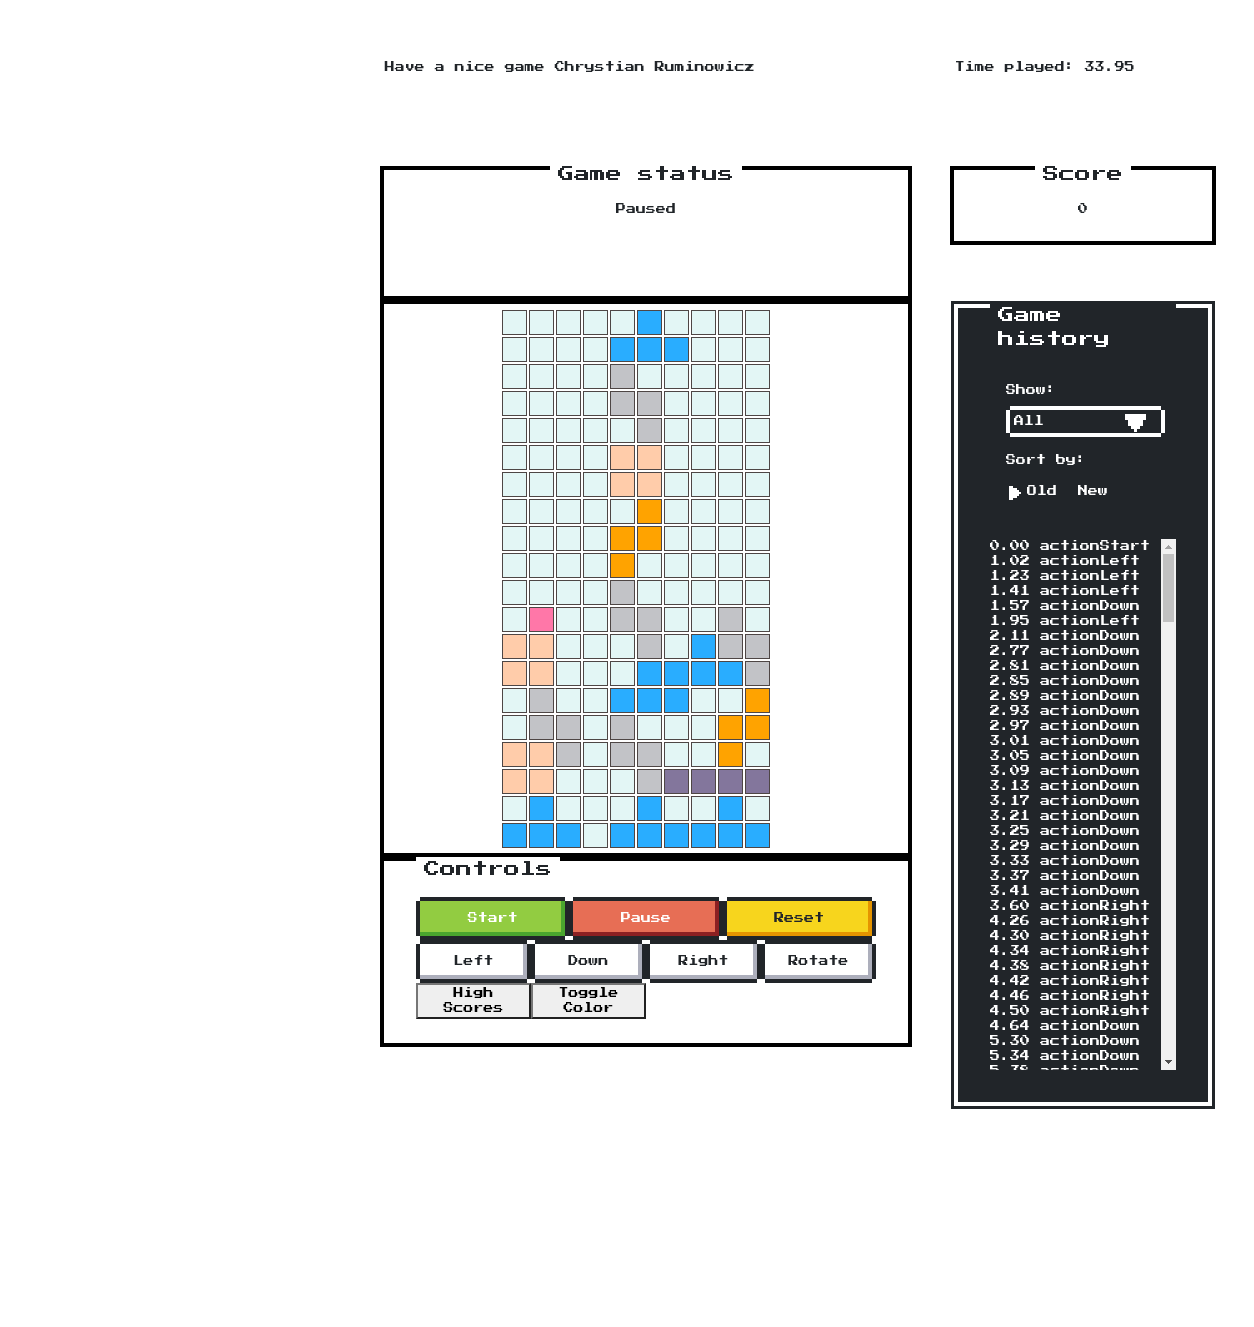 Have a nice game Chrystian Ruminowicz
Time played: 33.95
Game status
Paused
Score
0
Game
history
Show:
All
Sort by:
Old New
0.00 actionStart
1.02 actionLeft
1.23 actionLeft
1.41 actionLeft
1.57 actionDown
1.95 actionLeft
2.11 actionDown
2.77 actionDown
2.81 actionDown
2.85 actionDown
2.89 actionDown
2.93 actionDown
2.97 actionDown
3.01 actionDown
3.05 actionDown
3.09 actionDown
3.13 actionDown
3.17 actionDown
3.21 actionDown
3.25 actionDown
3.29 actionDown
3.33 actionDown
3.37 actionDown
3.41 actionDown
3.60 actionRight
4.26 actionRight
4.30 actionRight
4.34 actionRight
4.38 actionRight
4.42 actionRight
4.46 actionRight
4.50 actionRight
4.64 actionDown
5.30 actionDown
5.34 actionDown
5.38 actionDown
Controls
Start
Pause
Reset
Left
Down
Right
Rotate
High
Scores
Toggle
Color